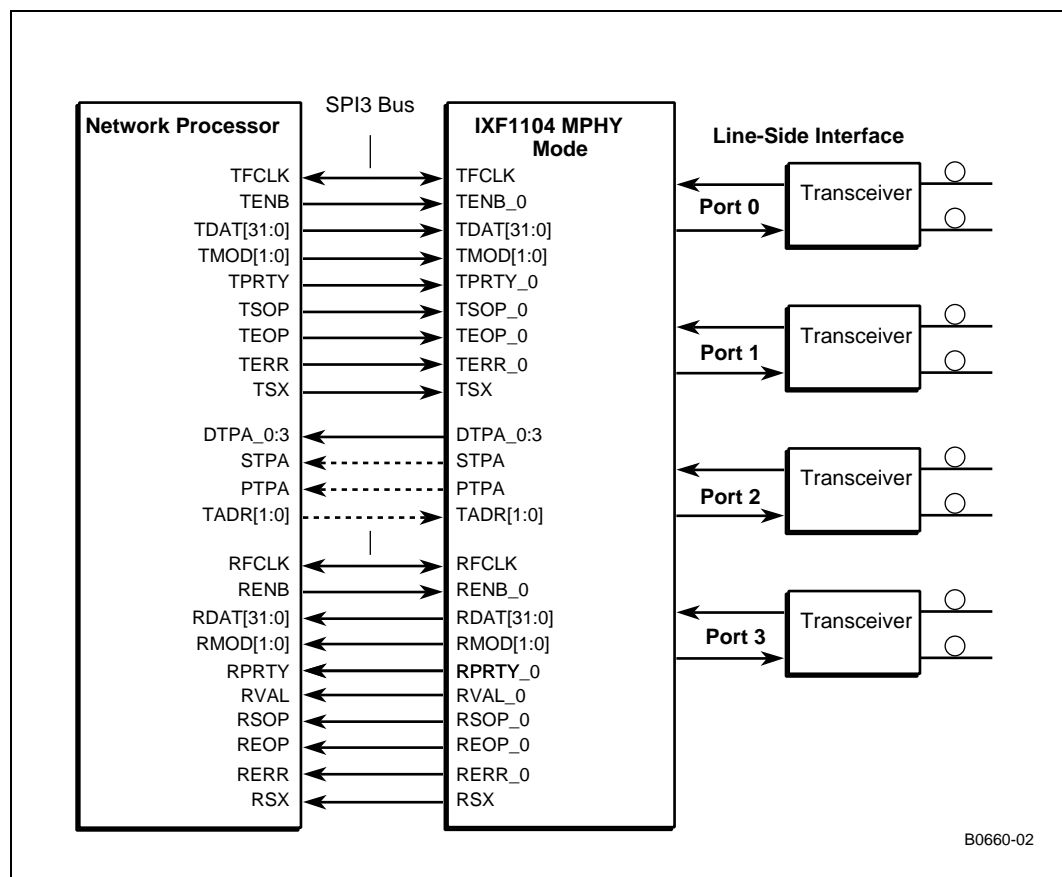 SPI3 Bus
Network Processor
IXF1104 MPHY
Mode
Line-Side Interface
TFCLK TFCLK
TENB TENB_0
TDAT[31:0] TDAT[31:0]
TMOD[1:0] TMOD[1:0]
TPRTY TPRTY_0
TSOP TSOP_0
TEOP TEOP_0
TERR TERR_0
TSX TSX
DTPA_0:3 DTPA_0:3
STPA STPA
PTPA PTPA
TADR[1:0] TADR[1:0]
RFCLK RFCLK
RENB RENB_0
RDAT[31:0] RDAT[31:0]
RMOD[1:0] RMOD[1:0]
RPRTY RPRTY_0
RVAL RVAL_0
RSOP RSOP_0
REOP REOP_0
RERR RERR_0
RSX RSX
Port 0 Transceiver
Port 1 Transceiver
Port 2 Transceiver
Port 3 Transceiver
B0660-02